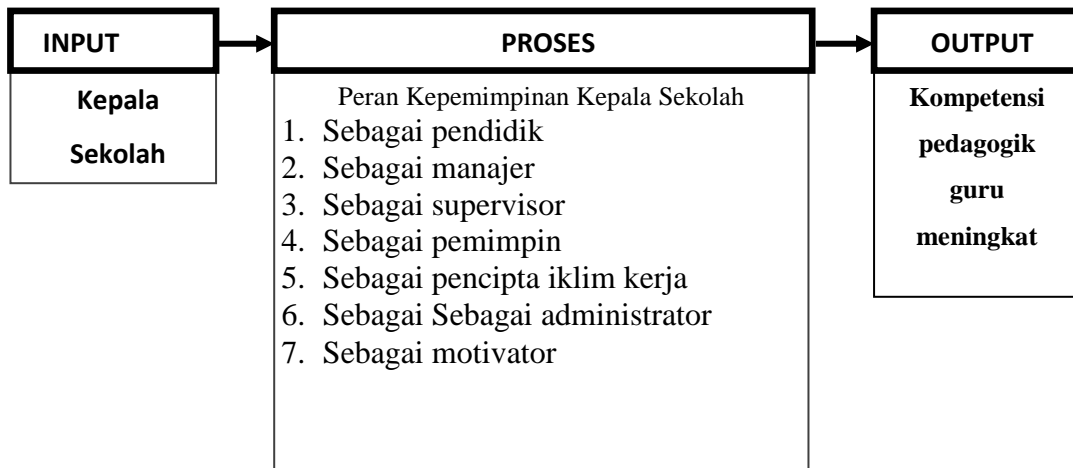 INPUT
Kepala
Sekolah
PROSES
Peran Kepemimpinan Kepala Sekolah
1. Sebagai pendidik
2. Sebagai manajer
3. Sebagai supervisor
4. Sebagai pemimpin
5. Sebagai pencipta iklim kerja
6. Sebagai Sebagai administrator
7. Sebagai motivator
OUTPUT
Kompetensi
pedagogik
guru
meningkat